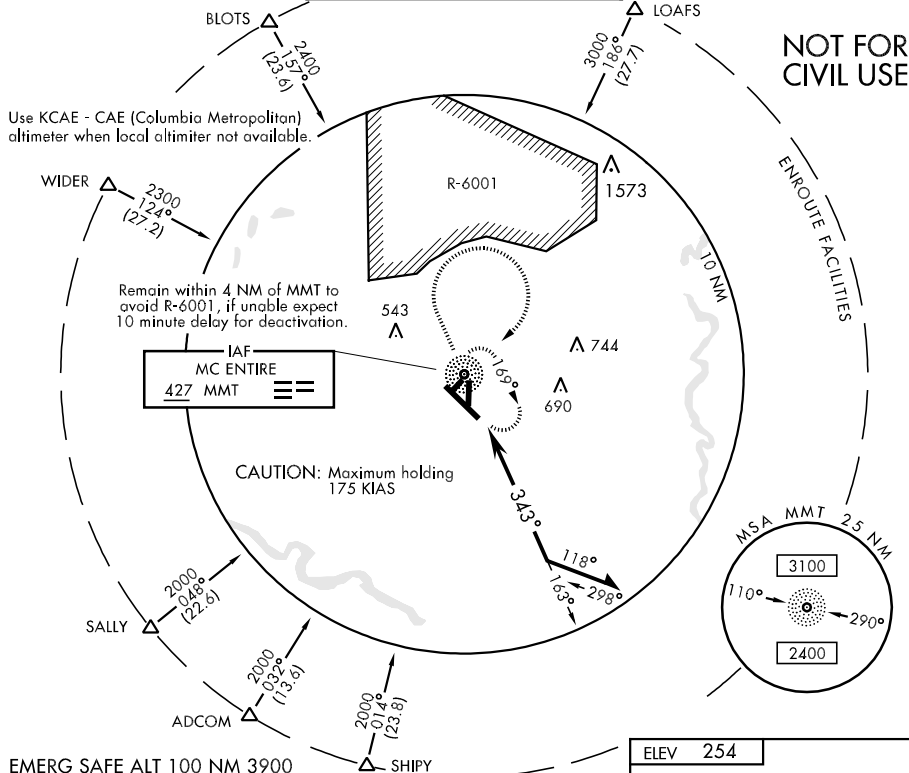 BLOTS
2400
157°
(23.6)
LOAFS
3000
186°
(27.7)
NOT FOR
CIVIL USE
Use KCAE - CAE (Columbia Metropolitan)
altimeter when local altimiter not available.
WIDER
2300
124°
(27.2)
R-6001
1573
ENROUTE FACILITIES
10 NM
Remain within 4 NM of MMT to
avoid R-6001, if unable expect
10 minute delay for deactivation.
543
744
690
IAF
MC ENTIRE
427 MMT
169°
CAUTION: Maximum holding
175 KIAS
343°
118°
298°
163°
MSA MMT 25 NM
3100
110°
290°
2400
SALLY
2000
048°
(22.6)
ADCOM
2000
032°
(13.6)
SHIPY
2000
014°
(23.8)
EMERG SAFE ALT 100 NM 3900
ELEV 254